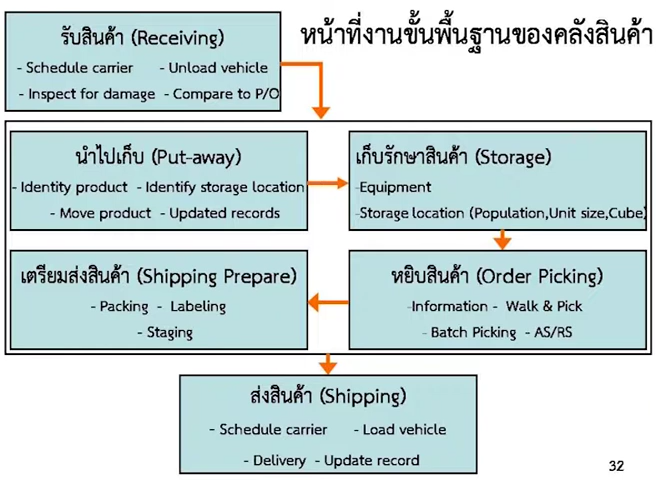 หน้าที่งานขั้นพื้นฐานของคลังสินค้า
รับสินค้า (Receiving)
- Schedule carrier - Unload vehicle
- Inspect for damage - Compare to P/O
นำไปเก็บ (Put-away)
- Identity product - Identify storage location
- Move product - Updated records
เก็บรักษาสินค้า (Storage)
-Equipment
-Storage location (Population,Unit size,Cube)
หยิบสินค้า (Order Picking)
-Information - Walk & Pick
- Batch Picking - AS/RS
เตรียมส่งสินค้า (Shipping Prepare)
- Packing - Labeling
- Staging
ส่งสินค้า (Shipping)
- Schedule carrier - Load vehicle
- Delivery - Update record
32